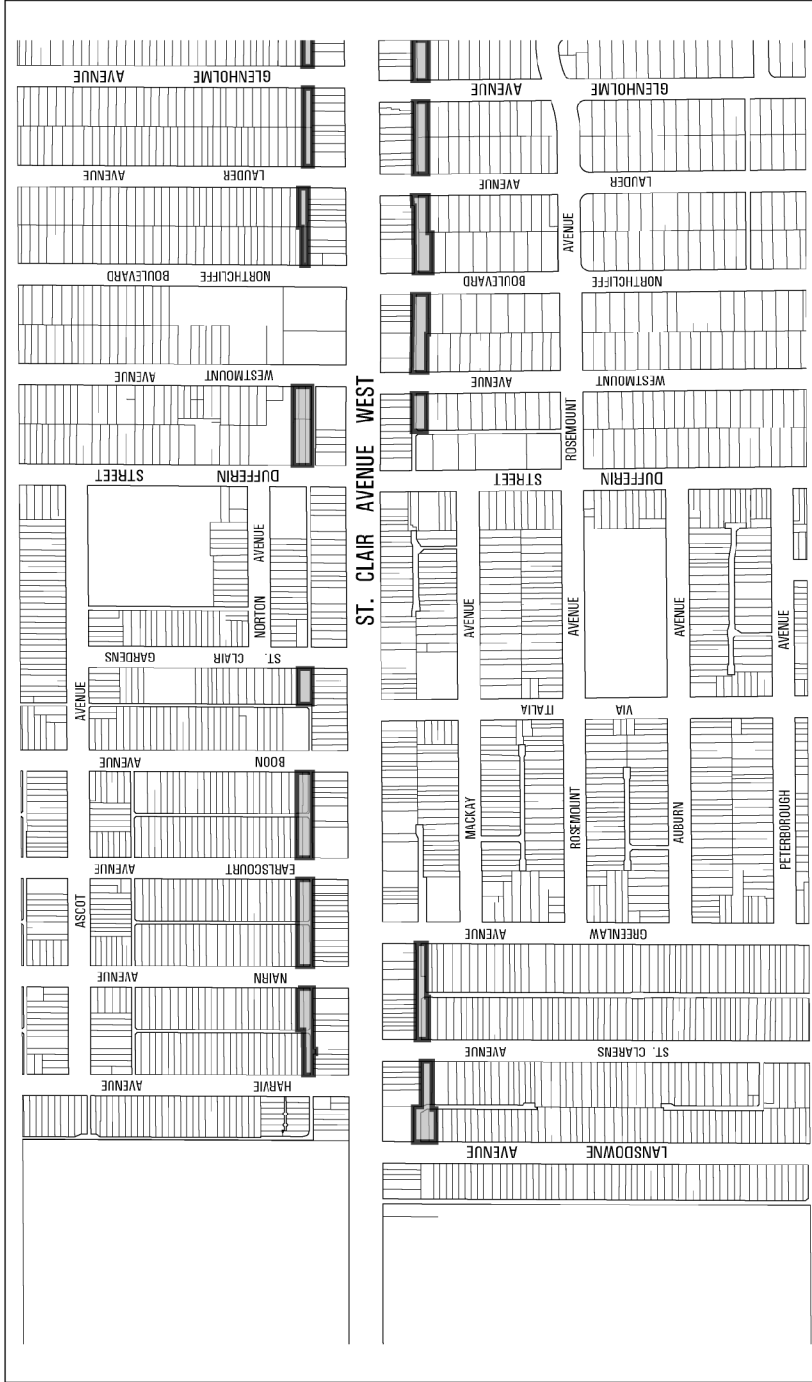 GLENHOLME AVENUE
GLENHOLME AVENUE
LAUDER AVENUE
LAUDER AVENUE
AVENUE
NORTHCLIFFE BOULEVARD
NORTHCLIFFE BOULEVARD
WESTMOUNT AVENUE
WESTMOUNT AVENUE
ST. CLAIR AVENUE WEST
ROSEMOUNT
DUFFERIN STREET
DUFFERIN STREET
NORTON AVENUE
AVENUE
AVENUE
AVENUE
AVENUE
ST. CLAIR GARDENS
AVENUE
VIA ITALIA
BOON AVENUE
MACKAY
ROSEMOUNT
AUBURN
PETERBOROUGH
EARLSCOURT AVENUE
ASCOT
GREENLAW AVENUE
NAIRN AVENUE
ST. CLARENS AVENUE
HARVIE AVENUE
LANSDOWNE AVENUE